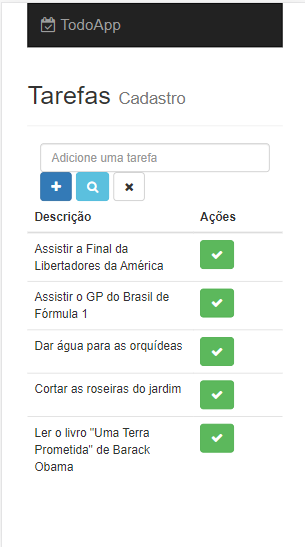 TodoApp
Tarefas Cadastro
Adicione uma tarefa
Descrição Ações
Assistir a Final da
Libertadores da América
Assistir o GP do Brasil de
Fórmula 1
Dar água para as orquídeas
Cortar as roseiras do jardim
Ler o livro "Uma Terra
Prometida" de Barack
Obama